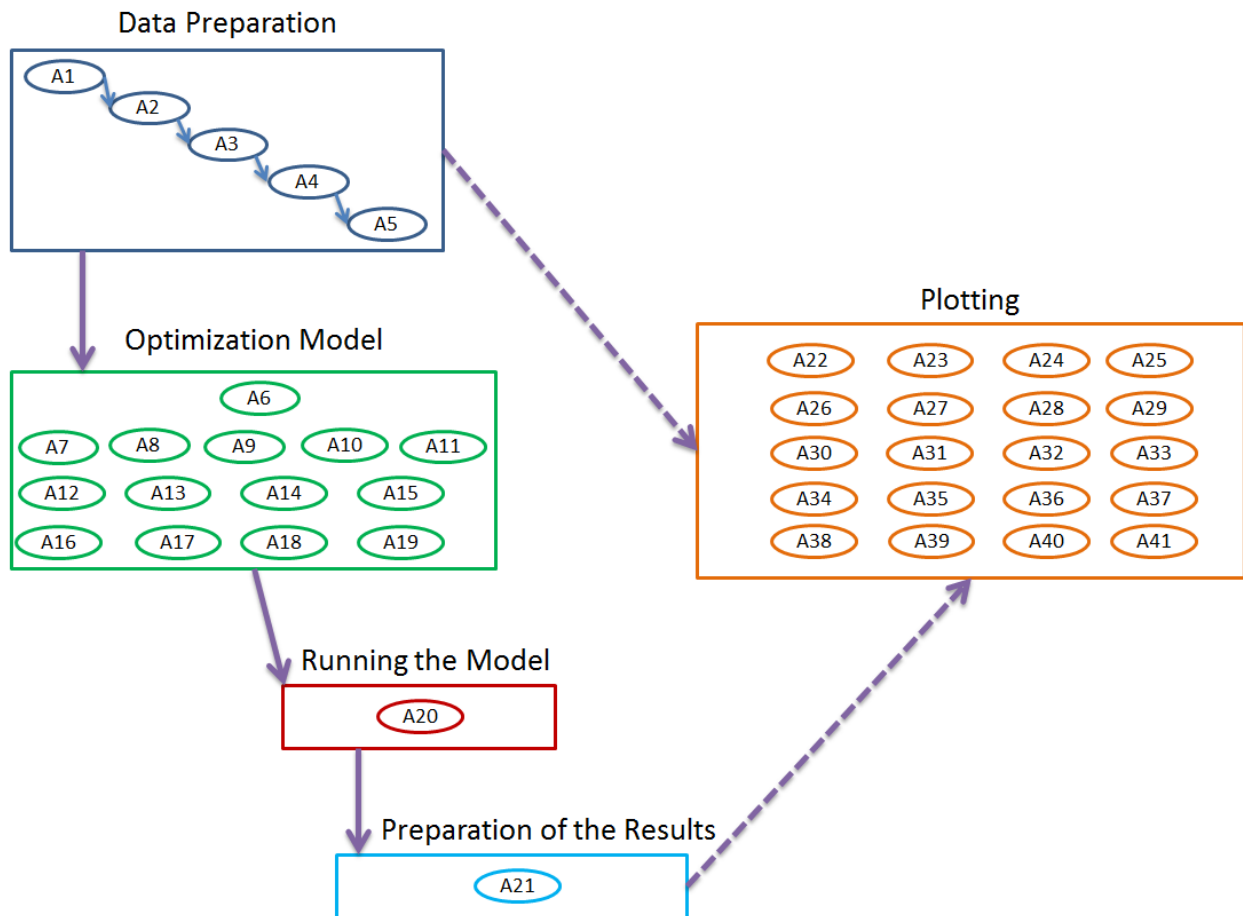 Data Preparation
A1
A2
A3
A4
A5
Optimization Model
A6
A7 A8 A9 A10 A11
A12 A13 A14 A15
A16 A17 A18 A19
Running the Model
A20
Preparation of the Results
A21
Plotting
A22 A23 A24 A25
A26 A27 A28 A29
A30 A31 A32 A33
A34 A35 A36 A37
A38 A39 A40 A41